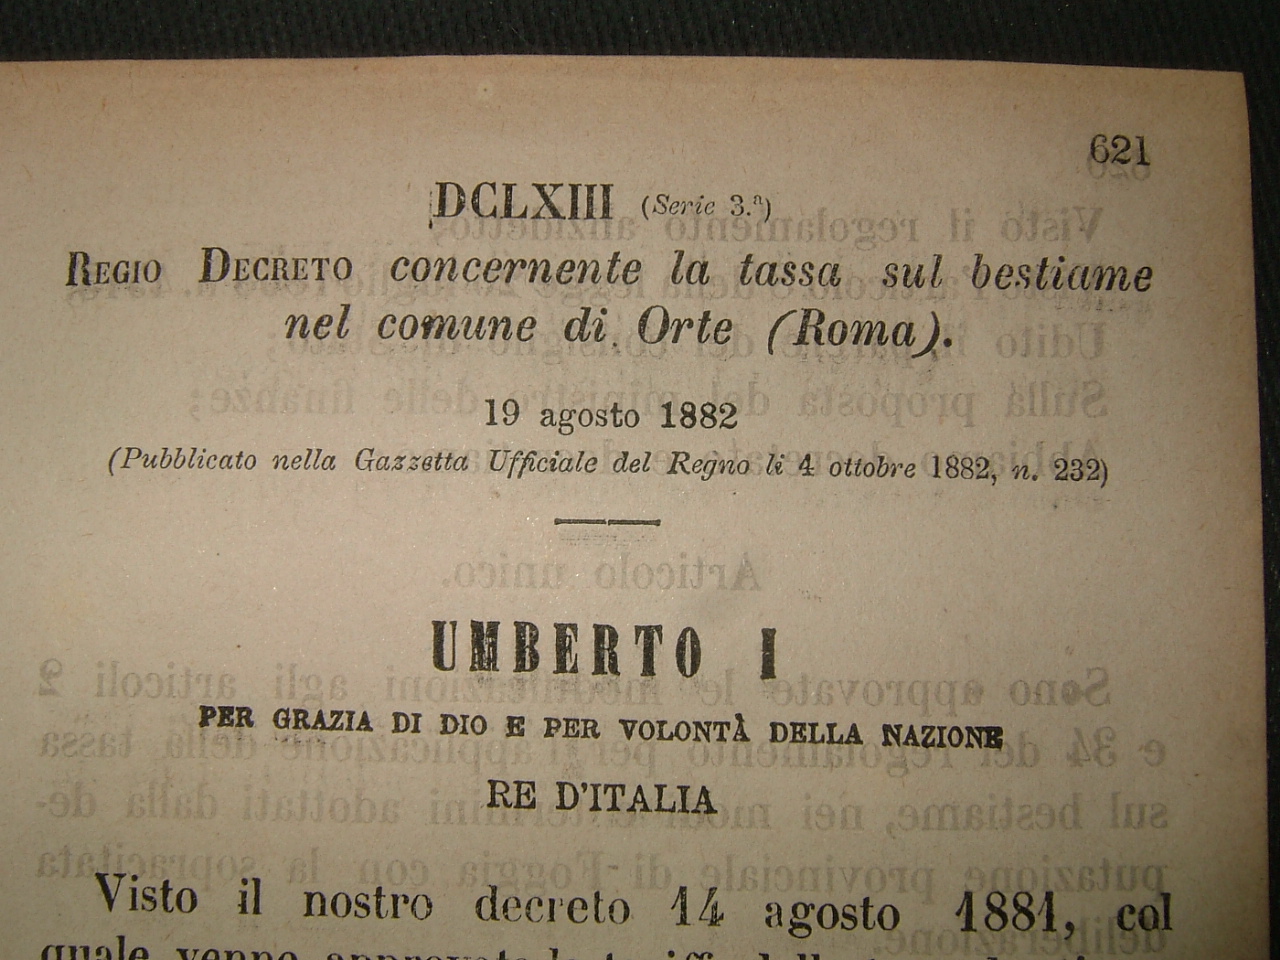 621
DCLXIII (Serie 3.ª)
REGIO DECRETO concernente la tassa sul bestiame
nel comune di Orte (Roma).
19 agosto 1882
(Pubblicato nella Gazzetta Ufficiale del Regno li 4 ottobre 1882, n. 232)
UMBERTO I
PER GRAZIA DI DIO E PER VOLONTÀ DELLA NAZIONE
RE D'ITALIA
Visto il nostro decreto 14 agosto 1881, col
quale venne